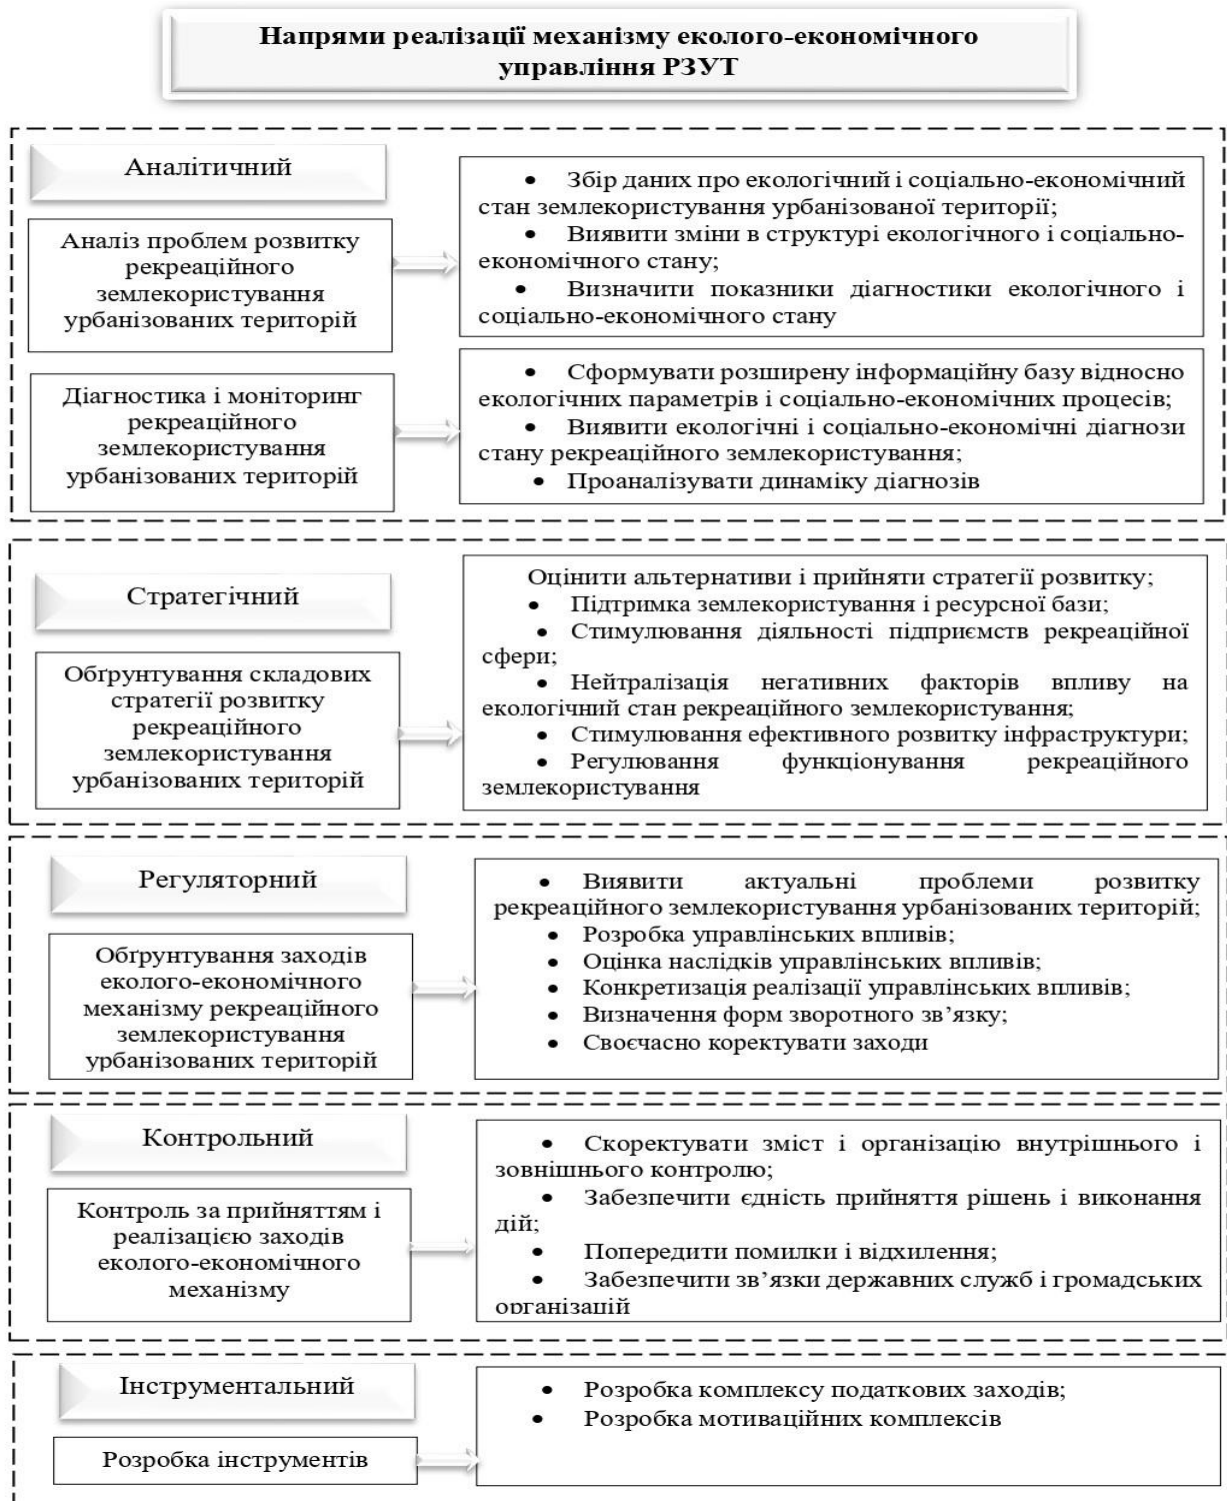 Напрями реалізації механізму еколого-економічного
управління РЗУТ
Аналітичний
Аналіз проблем розвитку
рекреаційного
землекористування
урбанізованих територій
• Збір даних про екологічний і соціально-економічний
стан землекористування урбанізованої території;
• Виявити зміни в структурі екологічного і соціально-
економічного стану;
• Визначити показники діагностики екологічного і
соціально-економічного стану
Діагностика і моніторинг
рекреаційного
землекористування
урбанізованих територій
• Сформувати розширену інформаційну базу відносно
екологічних параметрів і соціально-економічних процесів;
• Виявити екологічні і соціально-економічні діагнози
стану рекреаційного землекористування;
• Проаналізувати динаміку діагнозів
Стратегічний
Обґрунтування складових
стратегії розвитку
рекреаційного
землекористування
урбанізованих територій
Оцінити альтернативи і прийняти стратегії розвитку;
• Підтримка землекористування і ресурсної бази;
• Стимулювання діяльності підприємств рекреаційної
сфери;
• Нейтралізація негативних факторів впливу на
екологічний стан рекреаційного землекористування;
• Стимулювання ефективного розвитку інфраструктури;
• Регулювання функціонування рекреаційного
землекористування
Регуляторний
Обґрунтування заходів
еколого-економічного
механізму рекреаційного
землекористування
урбанізованих територій
• Виявити актуальні проблеми розвитку
рекреаційного землекористування урбанізованих територій;
• Розробка управлінських впливів;
• Оцінка наслідків управлінських впливів;
• Конкретизація реалізації управлінських впливів;
• Визначення форм зворотного зв’язку;
• Своєчасно коректувати заходи
Контрольний
Контроль за прийняттям і
реалізацією заходів
еколого-економічного
механізму
• Скоректувати зміст і організацію внутрішнього і
зовнішнього контролю;
• Забезпечити єдність прийняття рішень і виконання
дій;
• Попередити помилки і відхилення;
• Забезпечити зв’язки державних служб і громадських
організацій
Інструментальний
Розробка інструментів
• Розробка комплексу податкових заходів;
• Розробка мотиваційних комплексів